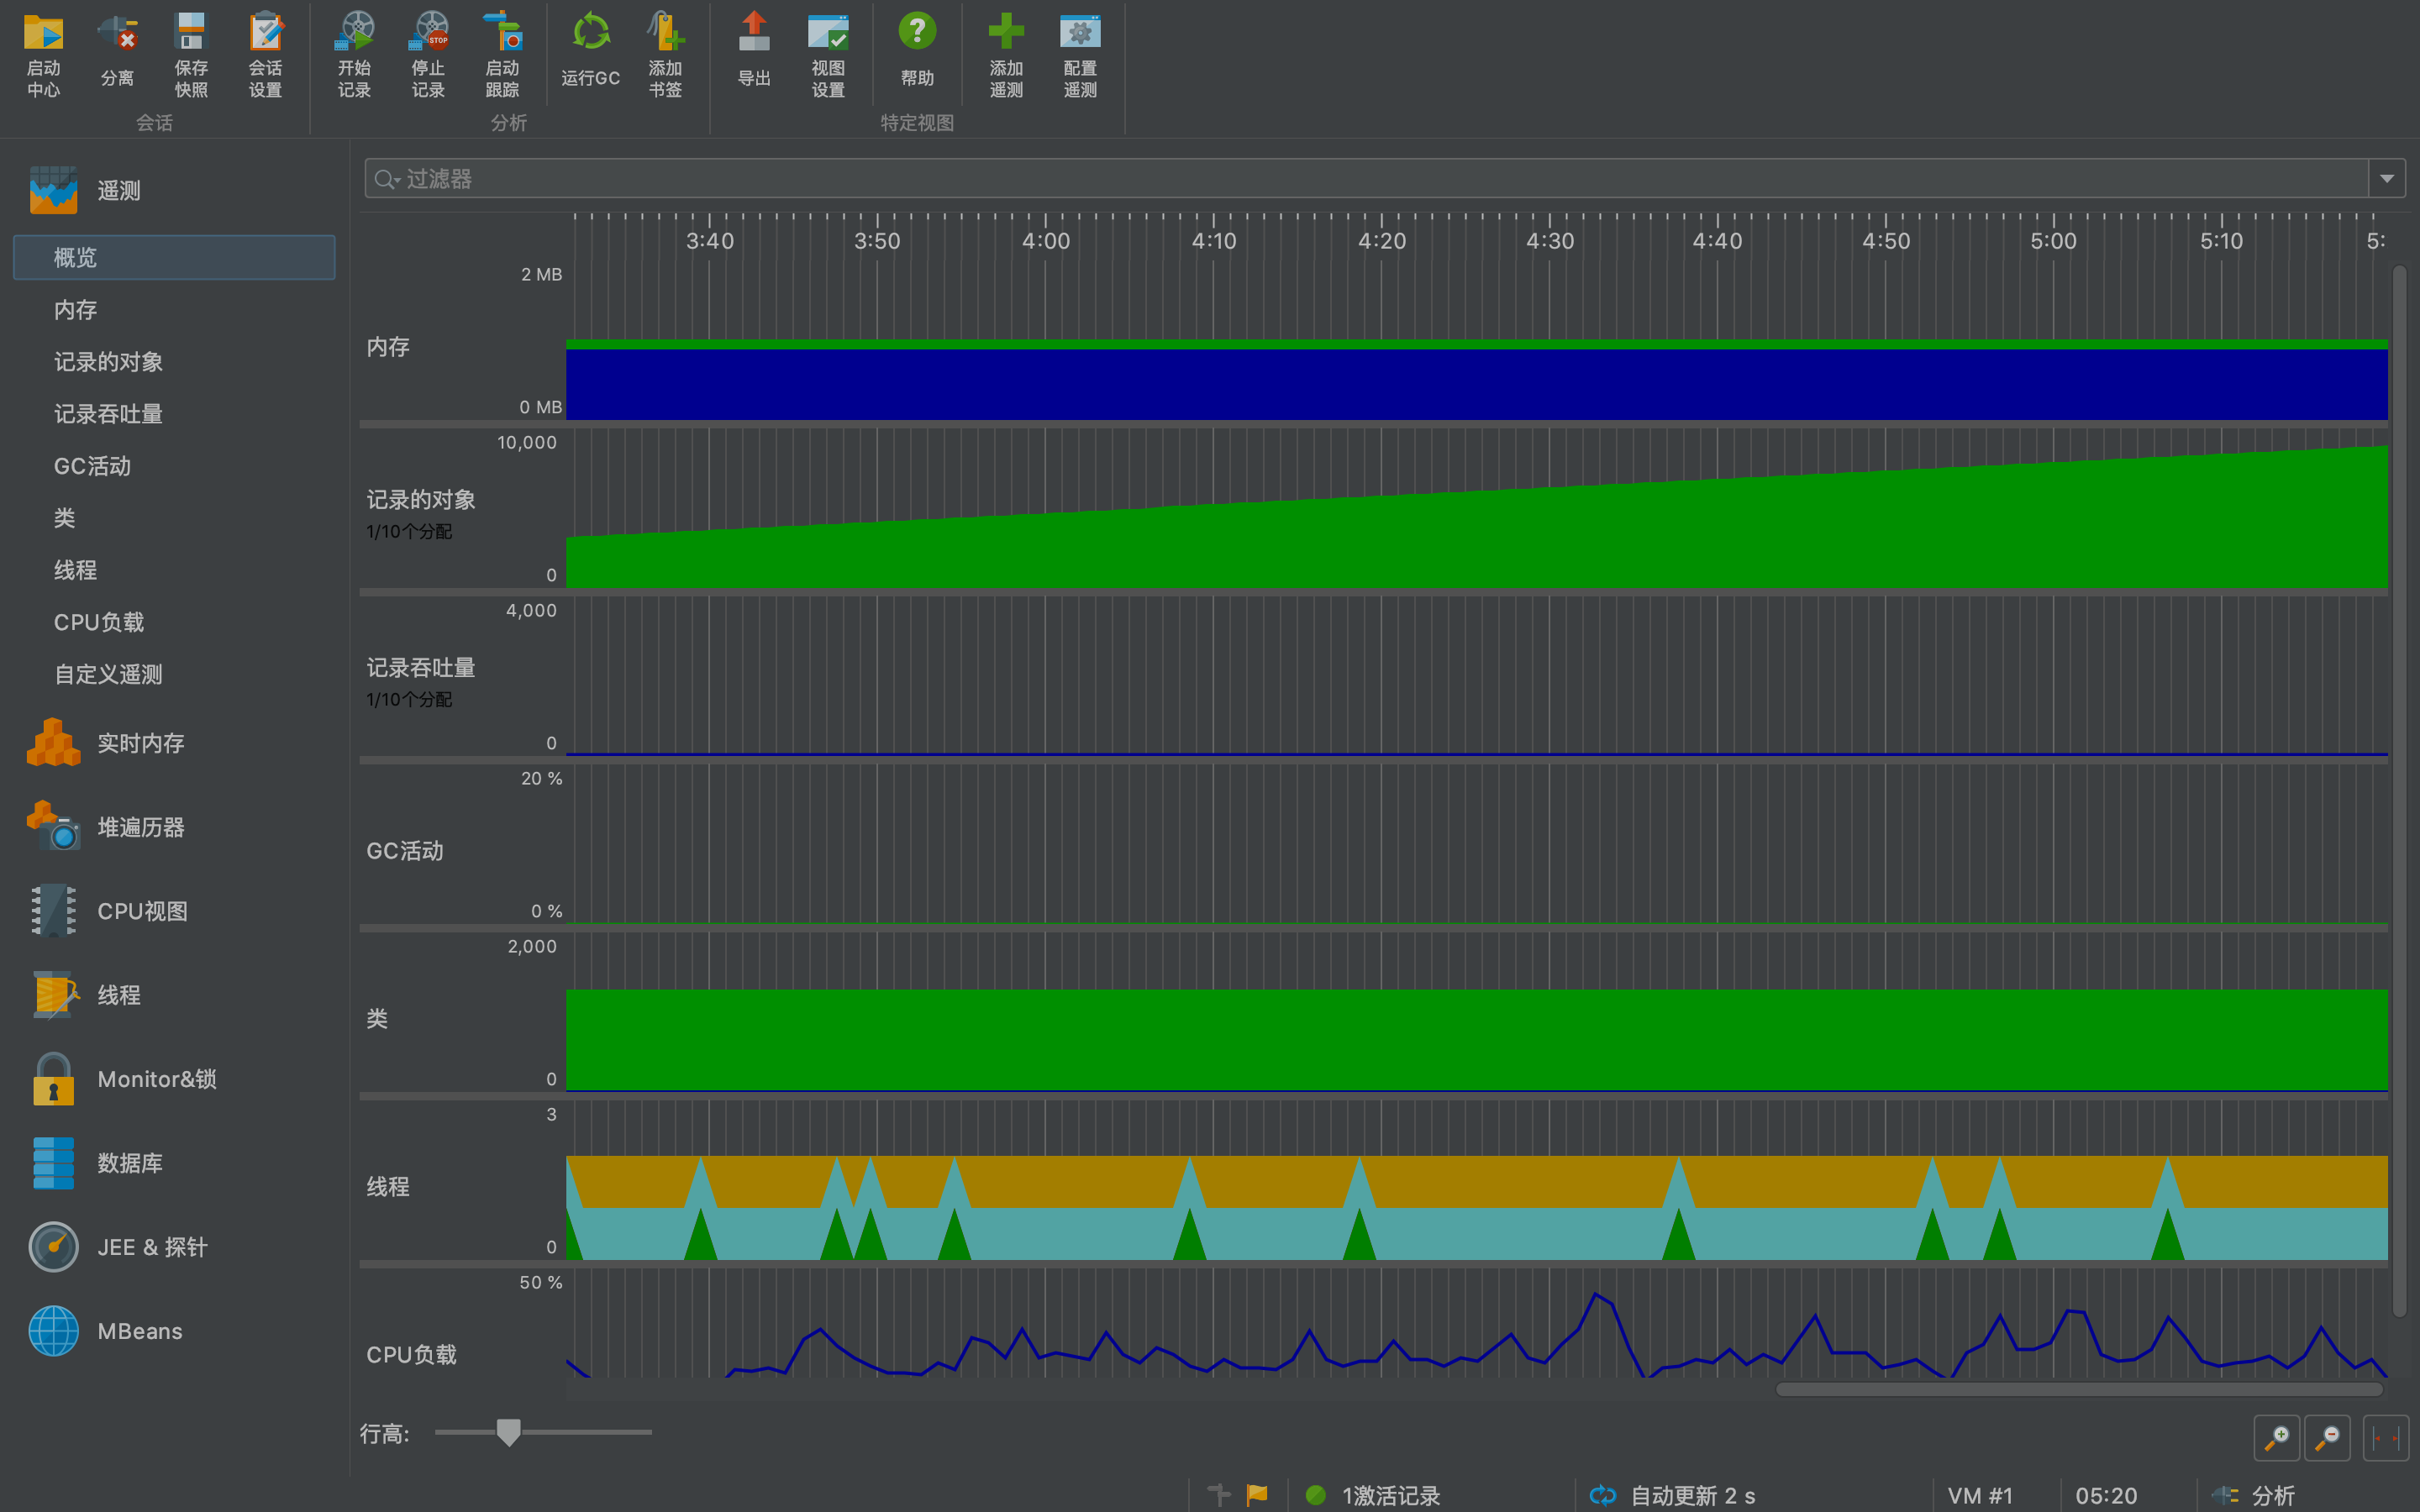 启动中心
分离
保存快照
会话设置
开始记录
停止记录
启动跟踪
运行GC
添加书签
导出
视图设置
帮助
添加遥测
配置遥测
会话
分析
特定视图
遥测
概览
内存
记录的对象
记录吞吐量
GC活动
类
线程
CPU负载
自定义遥测
实时内存
堆遍历器
CPU视图
线程
Monitor&锁
数据库
JEE & 探针
MBeans
过滤器
3:40 3:50 4:00 4:10 4:20 4:30 4:40 4:50 5:00 5:10 5:
2 MB
内存
0 MB
10,000
记录的对象
1/10个分配
0
4,000
记录吞吐量
1/10个分配
0
20 %
GC活动
0 %
2,000
类
0
3
线程
0
50 %
CPU负载
行高:
STOP
1激活记录
自动更新 2 s
VM #1
05:20
分析